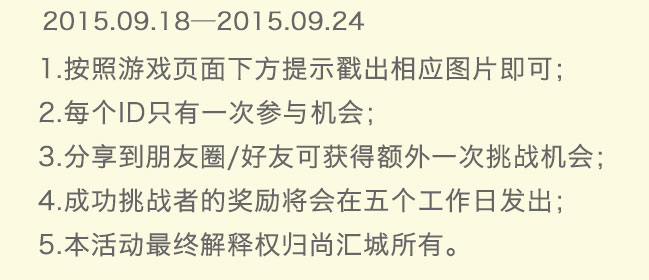 2015.09.18—2015.09.24
1.按照游戏页面下方提示戳出相应图片即可；
2.每个ID只有一次参与机会；
3.分享到朋友圈/好友可获得额外一次挑战机会；
4.成功挑战者的奖励将会在五个工作日发出；
5.本活动最终解释权归尚汇城所有。